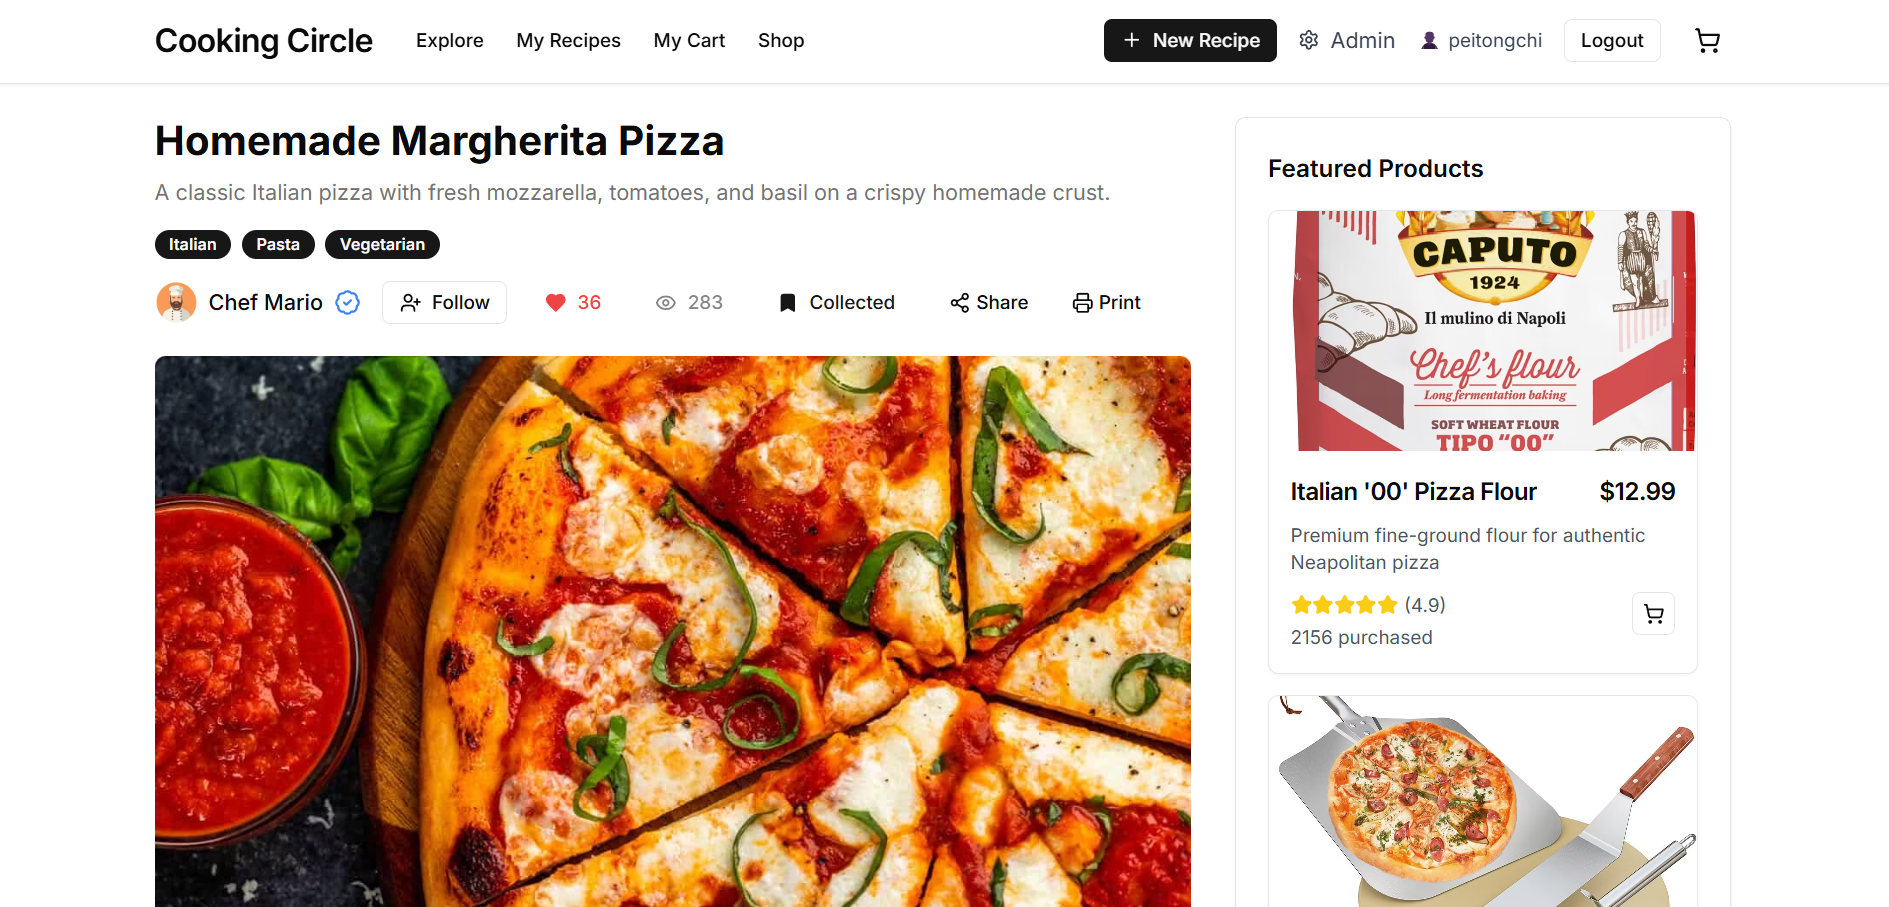 Cooking Circle
Explore
My Recipes
My Cart
Shop
New Recipe
Admin
peitongchi
Logout
Homemade Margherita Pizza
A classic Italian pizza with fresh mozzarella, tomatoes, and basil on a crispy homemade crust.
Italian
Pasta
Vegetarian
Chef Mario
Follow
36
283
Collected
Share
Print
Featured Products
CAPUTO
1924
Il mulino di Napoli
Chef's flour
Long fermentation baking
SOFT WHEAT FLOUR
TIPO "00"
Italian '00' Pizza Flour
$12.99
Premium fine-ground flour for authentic
Neapolitan pizza
(4.9)
2156 purchased